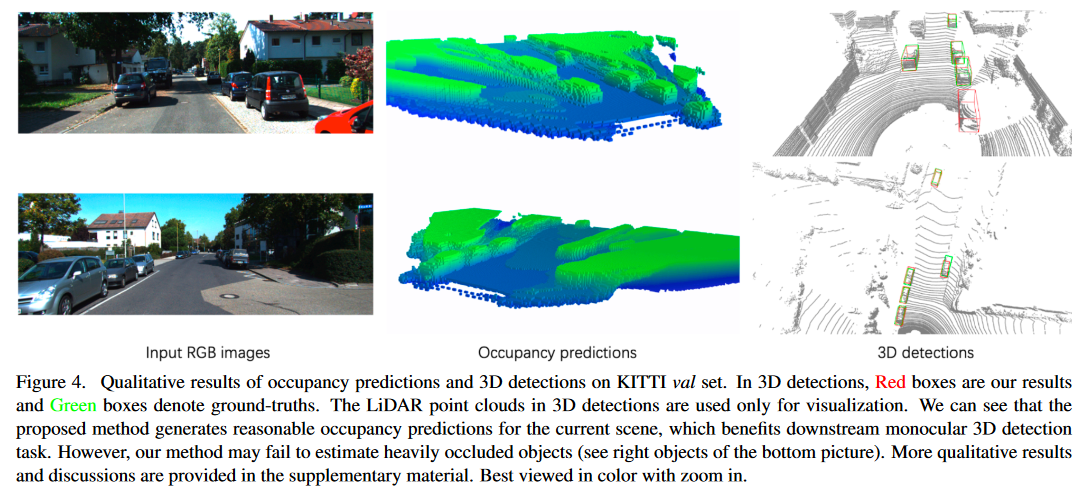 Input RGB images
Occupancy predictions
3D detections
Figure 4. Qualitative results of occupancy predictions and 3D detections on KITTI val set. In 3D detections, Red boxes are our results
and Green boxes denote ground-truths. The LiDAR point clouds in 3D detections are used only for visualization. We can see that the
proposed method generates reasonable occupancy predictions for the current scene, which benefits downstream monocular 3D detection
task. However, our method may fail to estimate heavily occluded objects (see right objects of the bottom picture). More qualitative results
and discussions are provided in the supplementary material. Best viewed in color with zoom in.